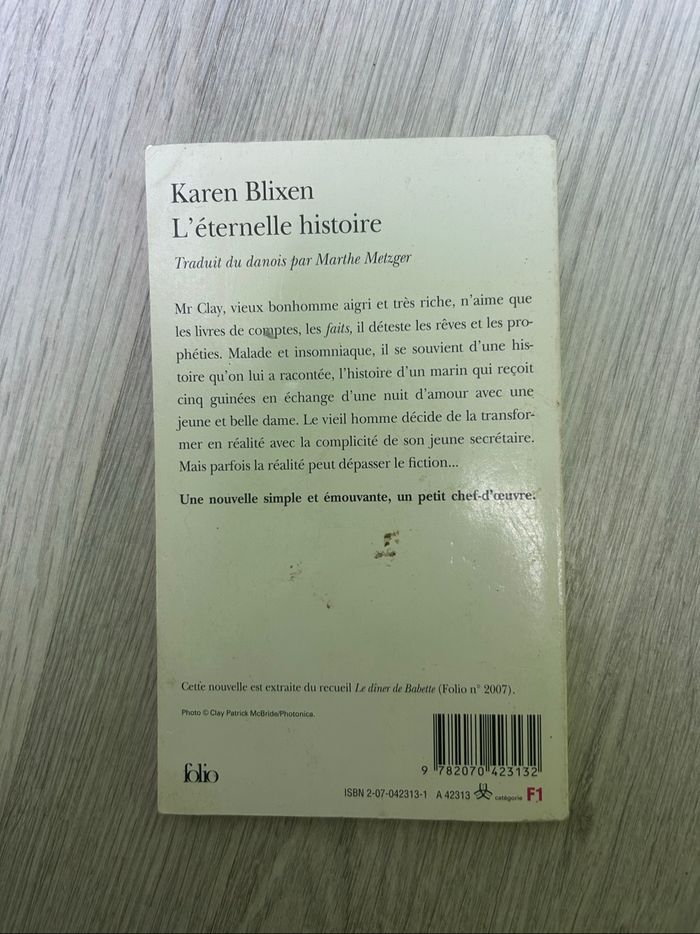 Karen Blixen
L'éternelle histoire
Traduit du danois par Marthe Metzger
Mr Clay, vieux bonhomme aigri et très riche, n'aime que
les livres de comptes, les faits, il déteste les rêves et les pro-
phéties. Malade et insomniaque, il se souvient d'une his-
toire qu'on lui a racontée, l'histoire d'un marin qui reçoit
cinq guinées en échange d'une nuit d'amour avec une
jeune et belle dame. Le vieil homme décide de la transfor-
mer en réalité avec la complicité de son jeune secrétaire.
Mais parfois la réalité peut dépasser le fiction...
Une nouvelle simple et émouvante, un petit chef-d'œuvre.
Cette nouvelle est extraite du recueil Le dîner de Babette (Folio n° 2007).
Photo © Clay Patrick McBride/Photonica.
9 782070 423132
folio
ISBN 2-07-042313-1 A 42313 catégorie F1